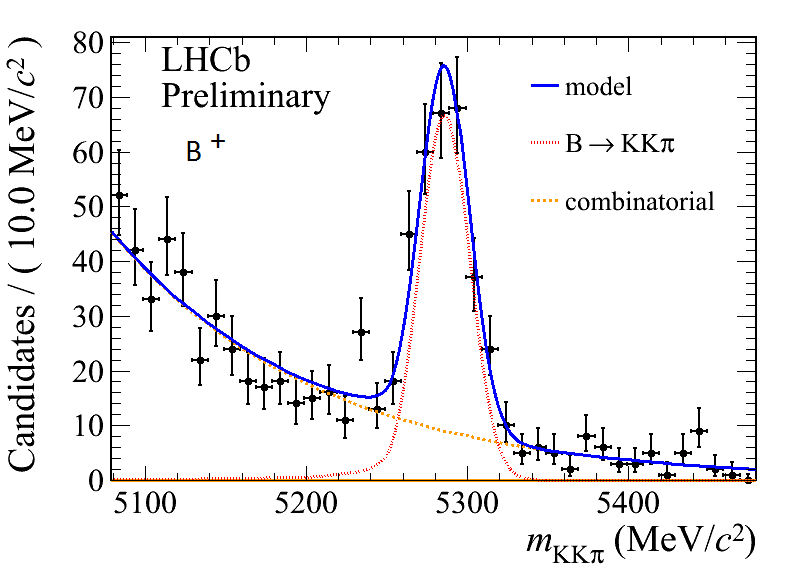 Candidates / ( 10.0 MeV/c² )
80
70
60
50
40
30
20
10
0
LHCb
Preliminary
B +
model
B → KKπ
combinatorial
5100
5200
5300
5400
m_KKπ (MeV/c²)